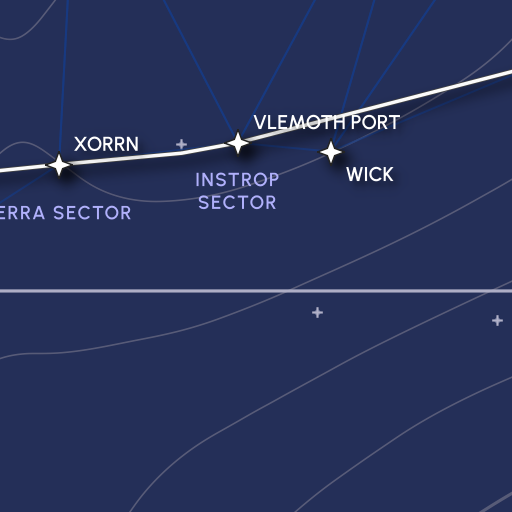 VLEMOTH PORT
XORRN
WICK
INSTROP
SECTOR
ERRA SECTOR